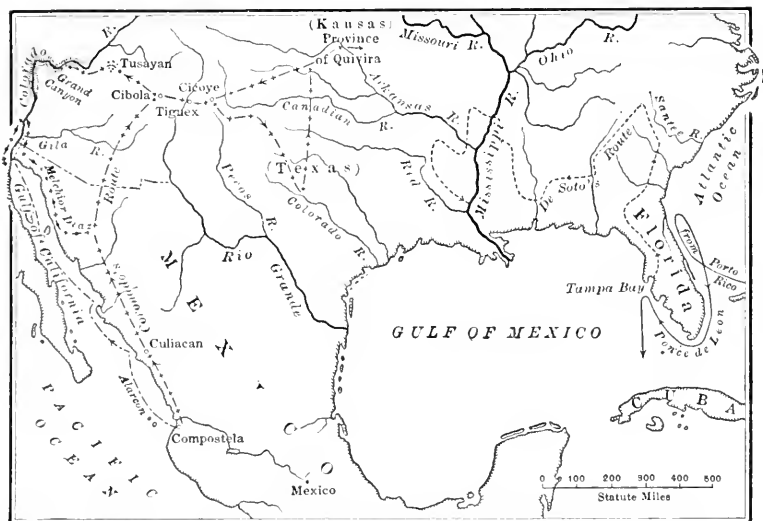 (Kansas)
Province
of Quivira
Missouri R.
Ohio R.
Colorado
Grand
Canyon
Tusayan
Cibola
Cicuye
Tiguex
Arkansas R.
Canadian R.
Mississippi R.
Santee R.
Route
De Soto's
Atlantic
Ocean
Gila R.
Melchior Diaz
Route
Pecos R.
(Texas)
Red R.
Colorado R.
Gulf of California
Rio Grande
MEXICO
Florida
from
Porto
Rico
Tampa Bay
Ponce de Leon
GULF OF MEXICO
Culiacan
Alarcon
Compostela
Mexico
CUBA
PACIFIC
OCEAN
0 100 200 400 600 800
Statute Miles